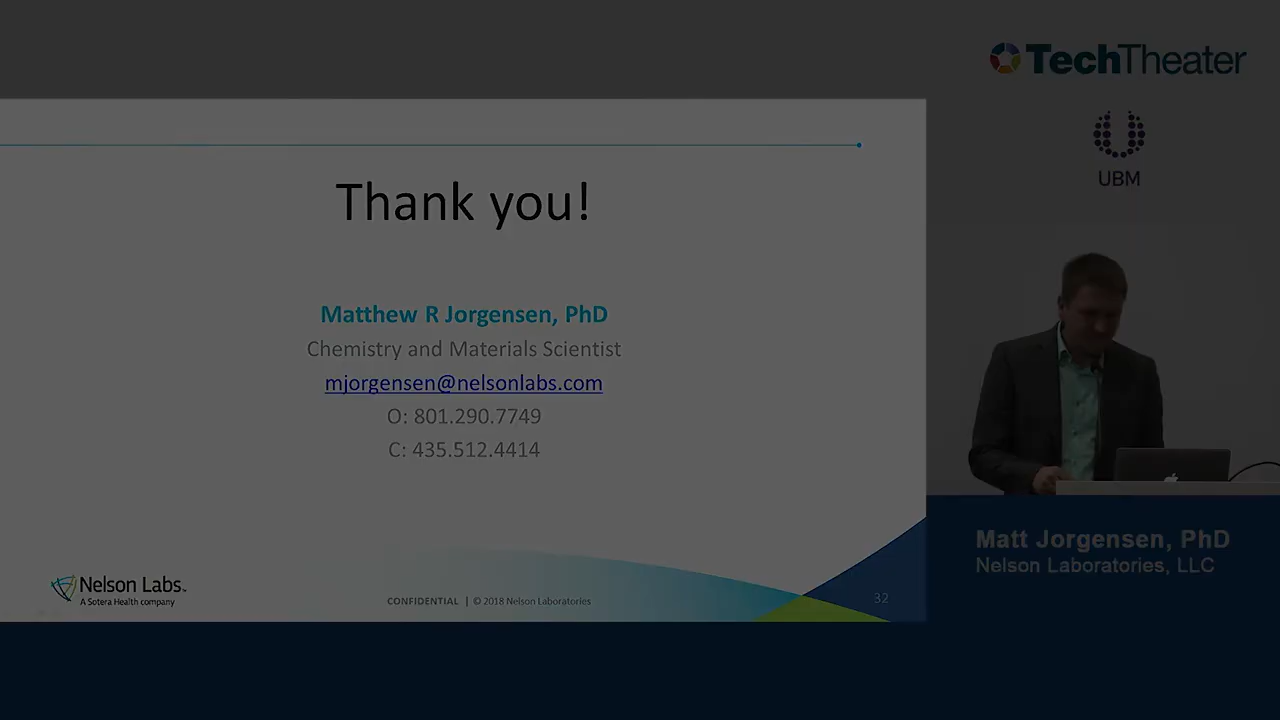 TechTheater
UBM
Thank you!
Matthew R Jorgensen, PhD
Chemistry and Materials Scientist
mjorgensen@nelsonlabs.com
O: 801.290.7749
C: 435.512.4414
Nelson Labs™
A Sotera Health company
CONFIDENTIAL | © 2018 Nelson Laboratories
32
Matt Jorgensen, PhD
Nelson Laboratories, LLC